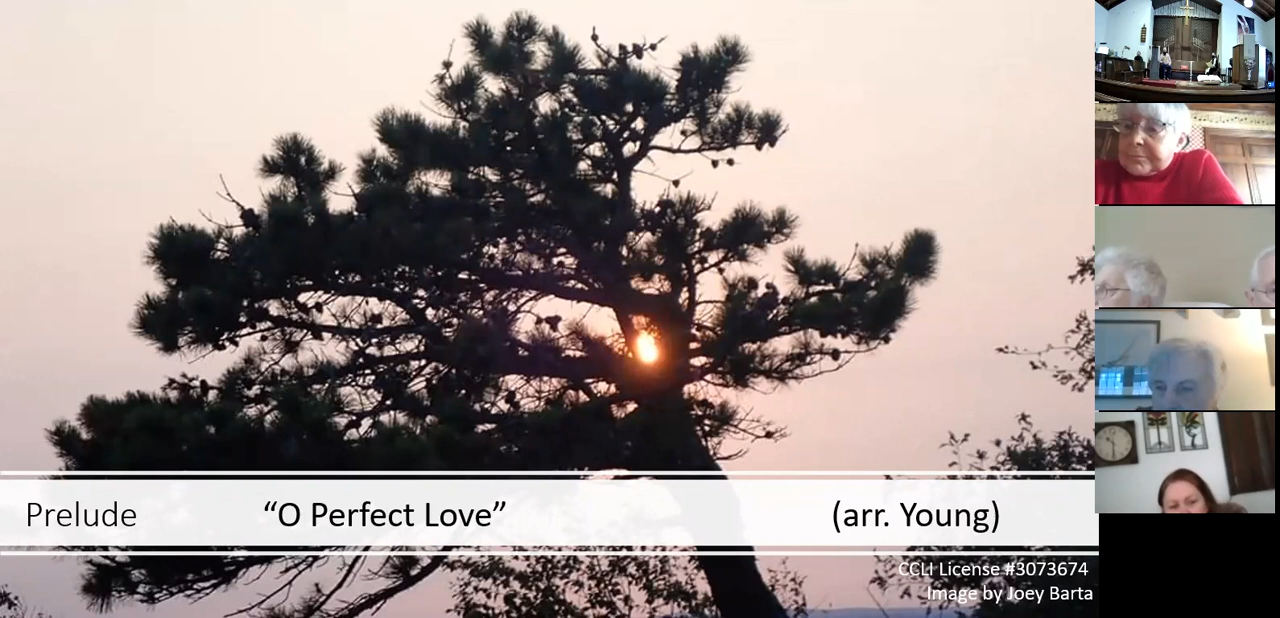 Prelude “O Perfect Love” (arr. Young)
CCLI License #3073674
Image by Joey Barta